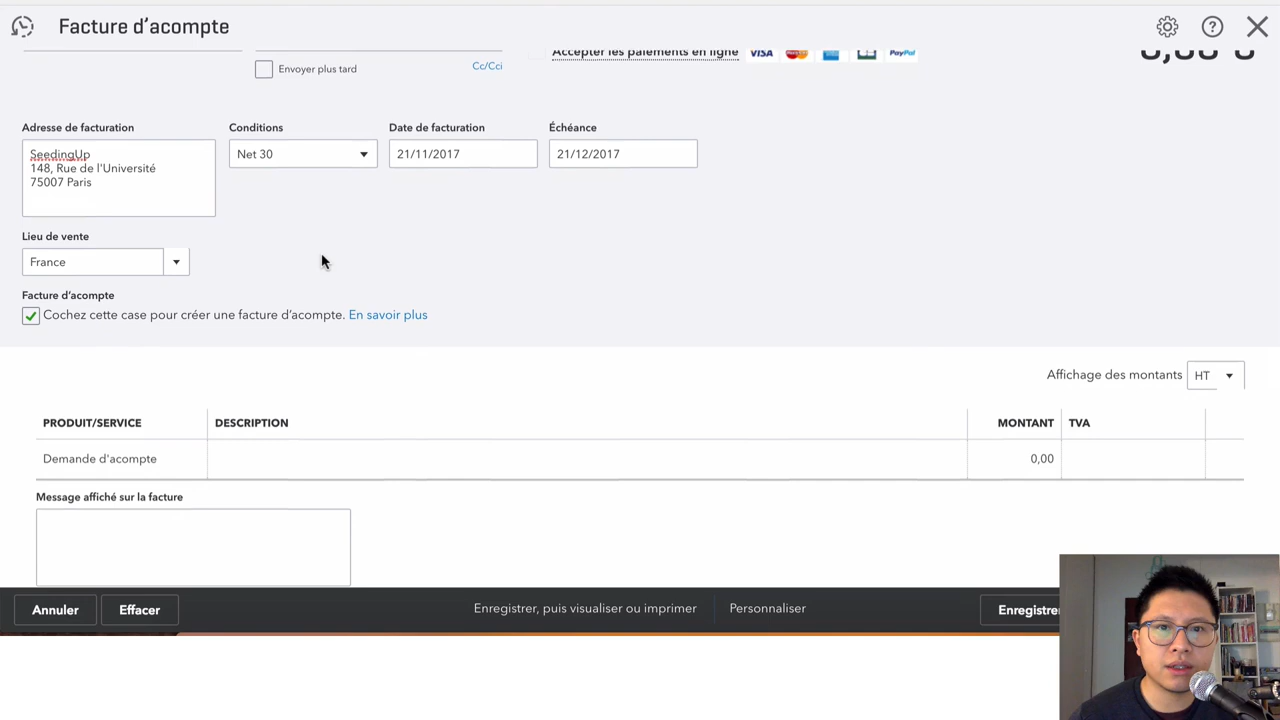 Facture d’acompte
Accepter les paiements en ligne VISA PayPal
Envoyer plus tard
Cc/Cci
Adresse de facturation
Conditions
Date de facturation
Échéance
SeedingUp
148, Rue de l'Université
75007 Paris
Net 30
21/11/2017
21/12/2017
Lieu de vente
France
Facture d’acompte
Cochez cette case pour créer une facture d’acompte. En savoir plus
Affichage des montants HT
PRODUIT/SERVICE
DESCRIPTION
MONTANT
TVA
Demande d'acompte
0,00
Message affiché sur la facture
Annuler
Effacer
Enregistrer, puis visualiser ou imprimer
Personnaliser
Enregistrer